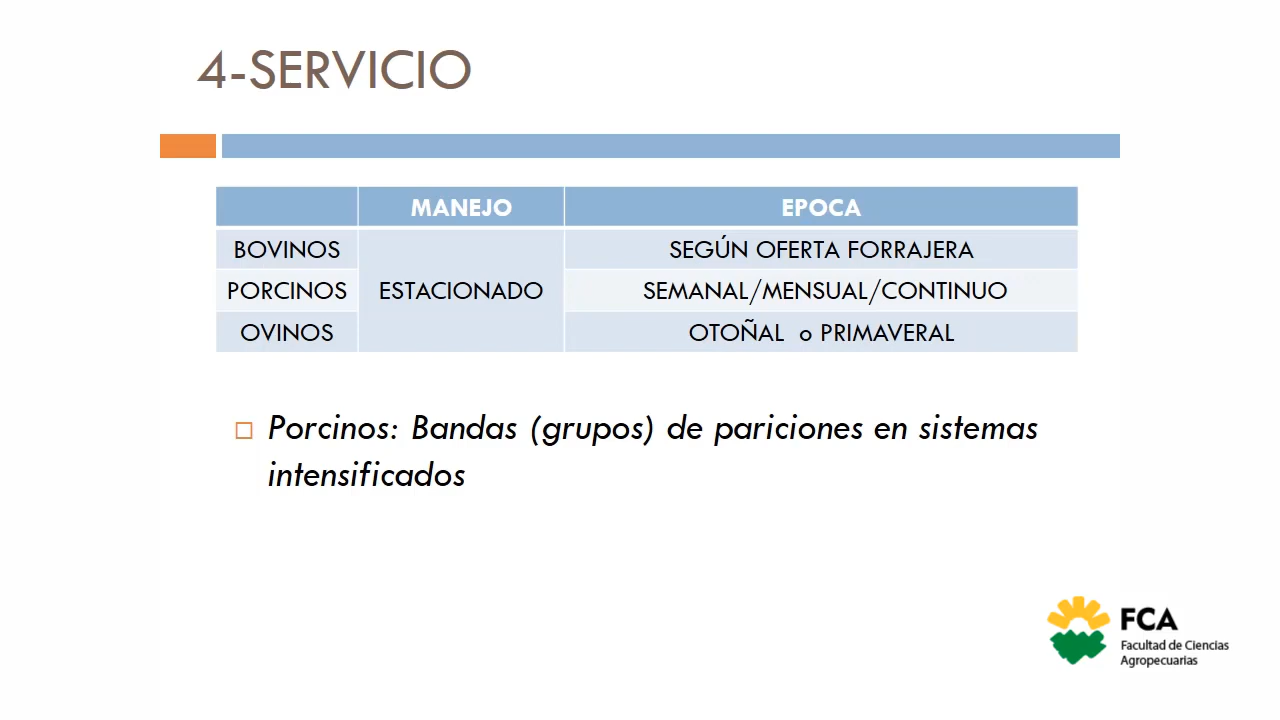 4-SERVICIO
MANEJO EPOCA
BOVINOS SEGÚN OFERTA FORRAJERA
PORCINOS ESTACIONADO SEMANAL/MENSUAL/CONTINUO
OVINOS OTOÑAL o PRIMAVERAL
Porcinos: Bandas (grupos) de pariciones en sistemas
intensificados
FCA
Facultad de Ciencias
Agropecuarias